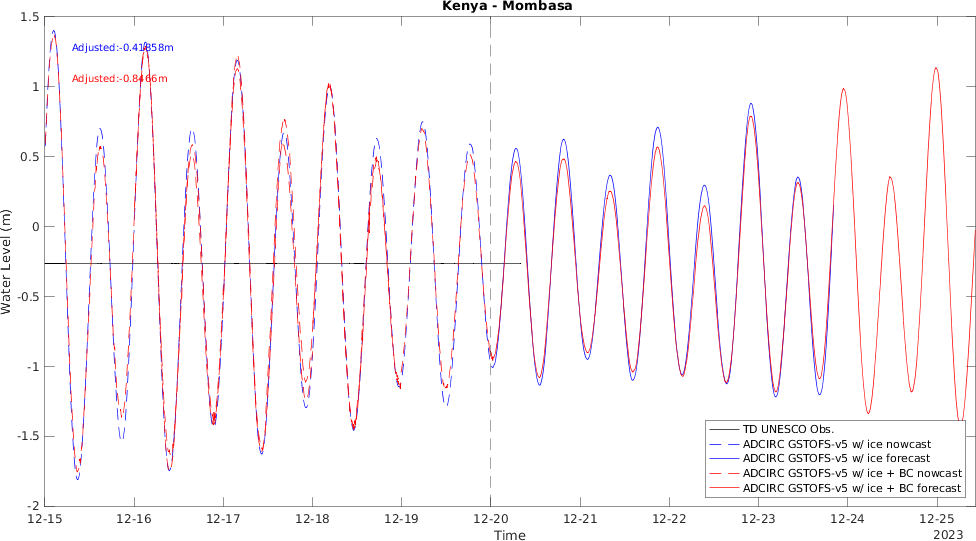 Kenya - Mombasa
Adjusted:-0.41858m
Adjusted:-0.8466m
1.5
1
0.5
0
-0.5
-1
-1.5
-2
Water Level (m)
12-15 12-16 12-17 12-18 12-19 12-20 12-21 12-22 12-23 12-24 12-25
Time
2023
TD UNESCO Obs.
ADCIRC GSTOFS-v5 w/ ice nowcast
ADCIRC GSTOFS-v5 w/ ice forecast
ADCIRC GSTOFS-v5 w/ ice + BC nowcast
ADCIRC GSTOFS-v5 w/ ice + BC forecast